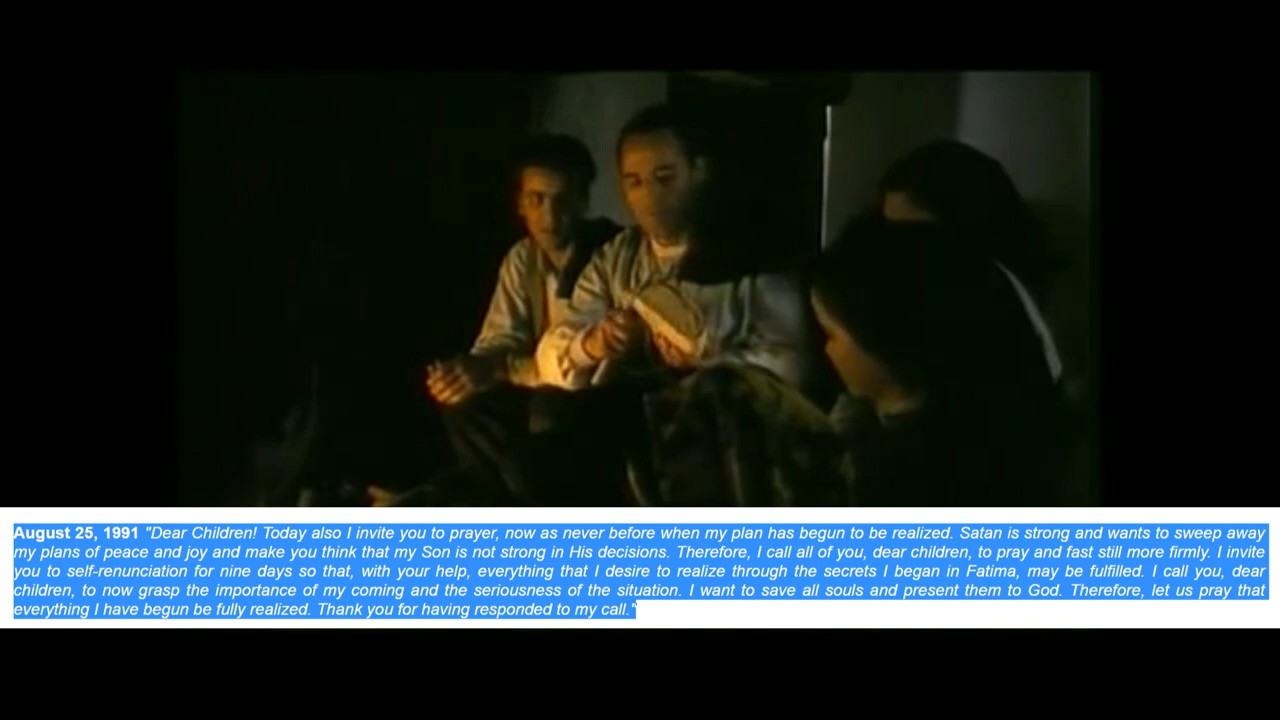 August 25, 1991 "Dear Children! Today also I invite you to prayer, now as never before when my plan has begun to be realized. Satan is strong and wants to sweep away
my plans of peace and joy and make you think that my Son is not strong in His decisions. Therefore, I call all of you, dear children, to pray and fast still more firmly. I invite
you to self-renunciation for nine days so that, with your help, everything that I desire to realize through the secrets I began in Fatima, may be fulfilled. I call you, dear
children, to now grasp the importance of my coming and the seriousness of the situation. I want to save all souls and present them to God. Therefore, let us pray that
everything I have begun be fully realized. Thank you for having responded to my call."